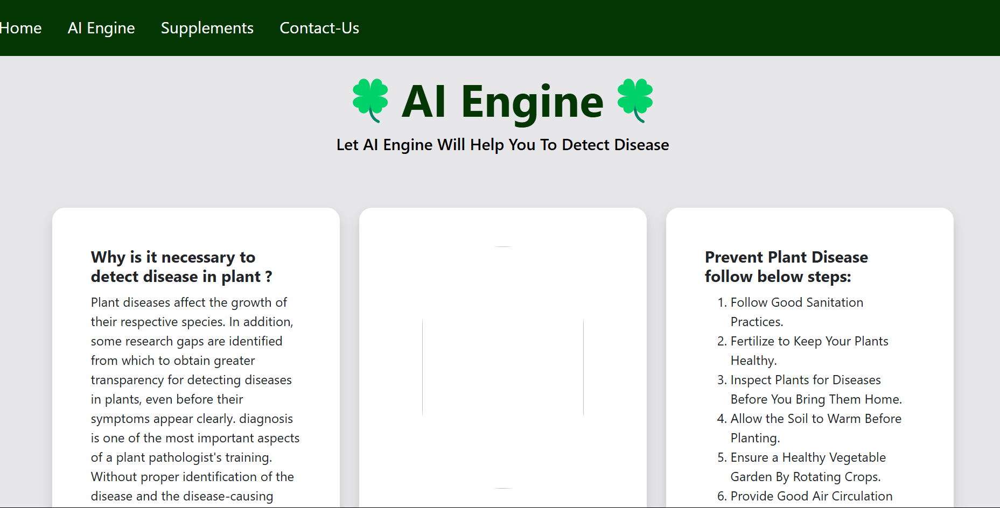 Home AI Engine Supplements Contact-Us
🍀 AI Engine 🍀
Let AI Engine Will Help You To Detect Disease
Why is it necessary to
detect disease in plant ?
Plant diseases affect the growth of
their respective species. In addition,
some research gaps are identified
from which to obtain greater
transparency for detecting diseases
in plants, even before their
symptoms appear clearly. diagnosis
is one of the most important aspects
of a plant pathologist's training.
Without proper identification of the
disease and the disease-causing
Prevent Plant Disease
follow below steps:
1. Follow Good Sanitation
Practices.
2. Fertilize to Keep Your Plants
Healthy.
3. Inspect Plants for Diseases
Before You Bring Them Home.
4. Allow the Soil to Warm Before
Planting.
5. Ensure a Healthy Vegetable
Garden By Rotating Crops.
6. Provide Good Air Circulation